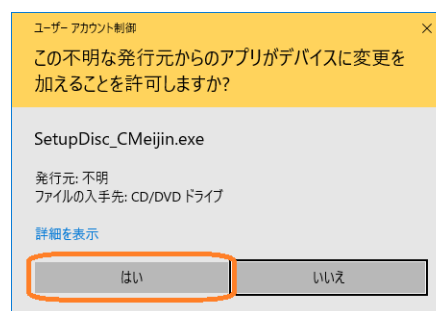 ユーザー アカウント制御
この不明な発行元からのアプリがデバイスに変更を
加えることを許可しますか?
SetupDisc_CMeijin.exe
発行元: 不明
ファイルの入手先: CD/DVD ドライブ
詳細を表示
はい
いいえ